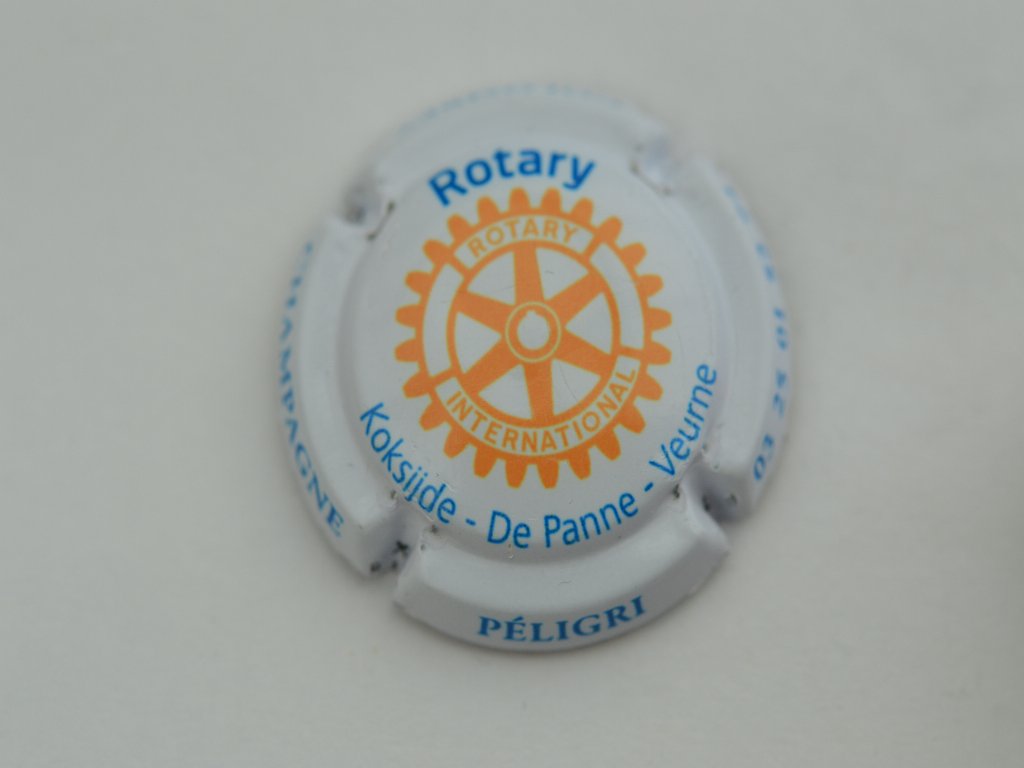 Rotary
ROTARY
INTERNATIONAL
Koksijde - De Panne - Veurne
CHAMPAGNE
PÉLIGRI